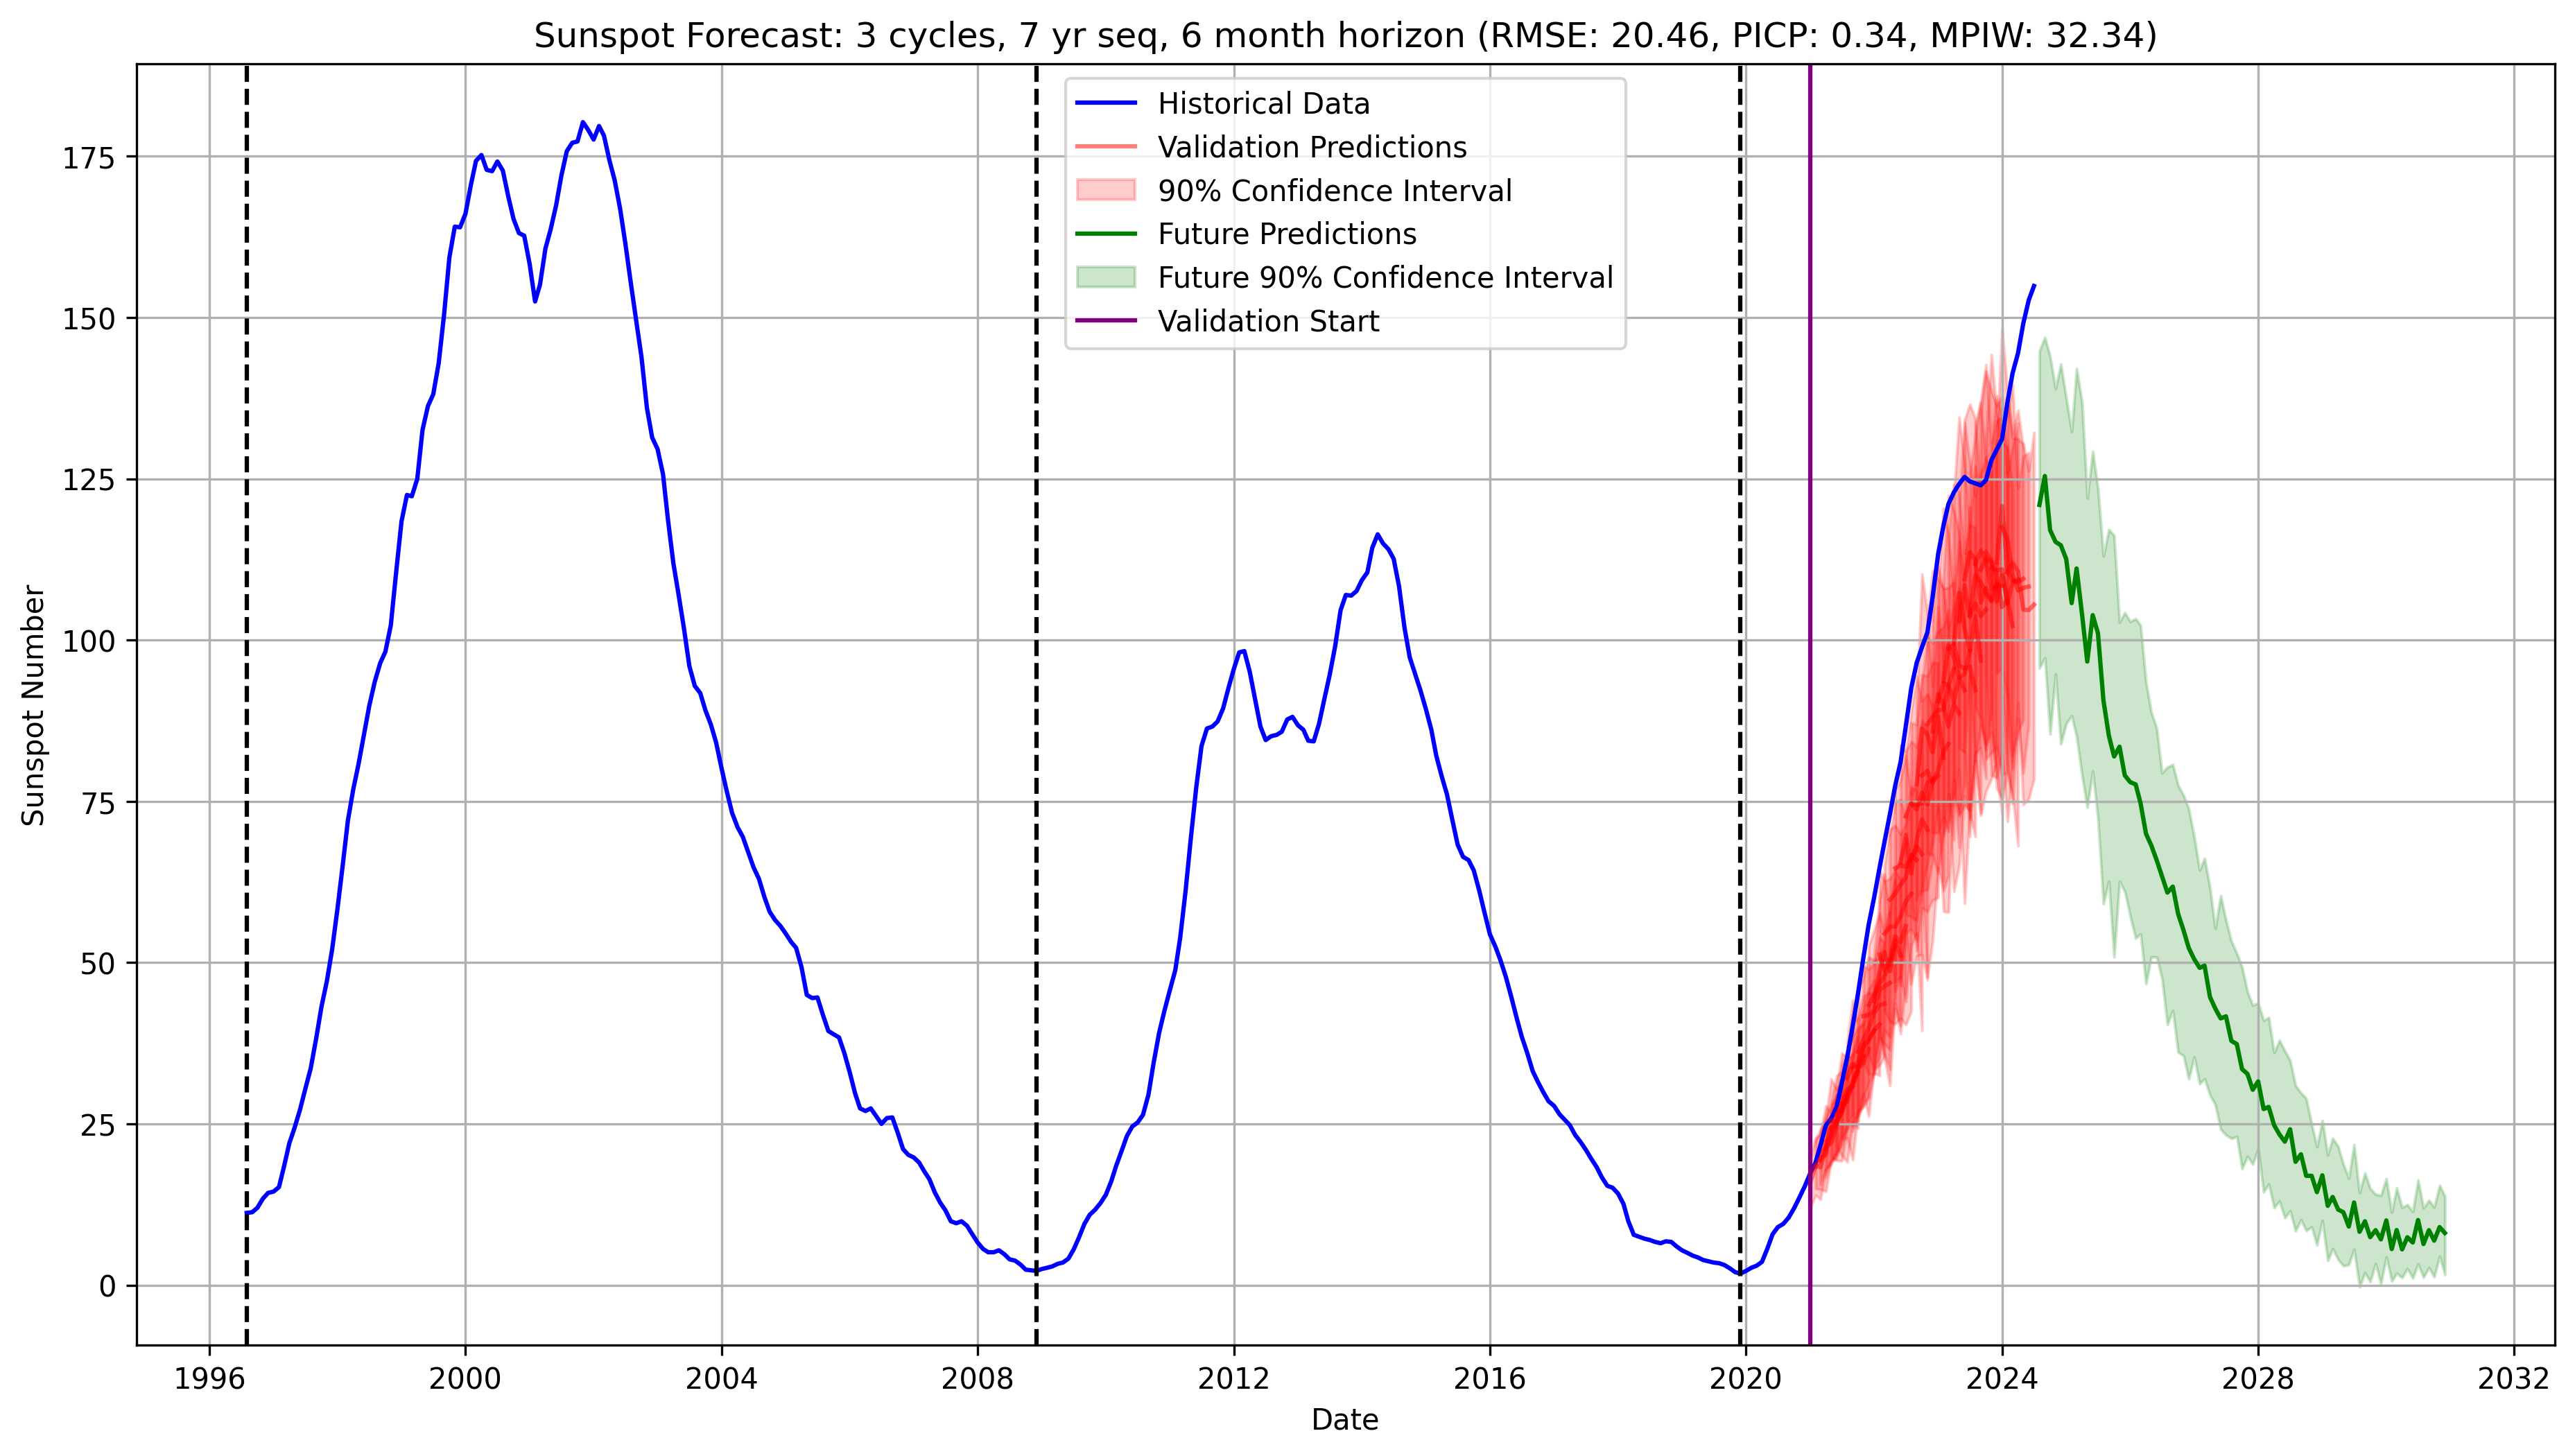 Sunspot Forecast: 3 cycles, 7 yr seq, 6 month horizon (RMSE: 20.46, PICP: 0.34, MPIW: 32.34)
Historical Data
Validation Predictions
90% Confidence Interval
Future Predictions
Future 90% Confidence Interval
Validation Start
Sunspot Number
175
150
125
100
75
50
25
0
1996 2000 2004 2008 2012 2016 2020 2024 2028 2032
Date